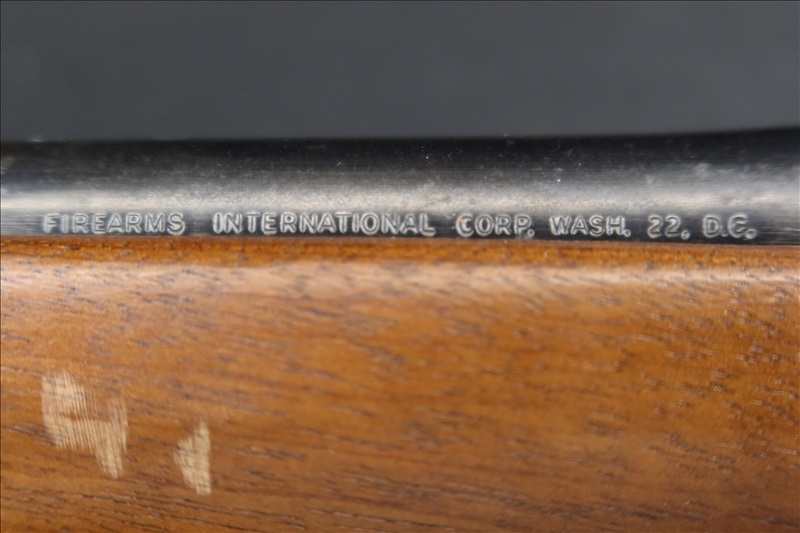 FIREARMS INTERNATIONAL CORP. WASH. 22, D.C.